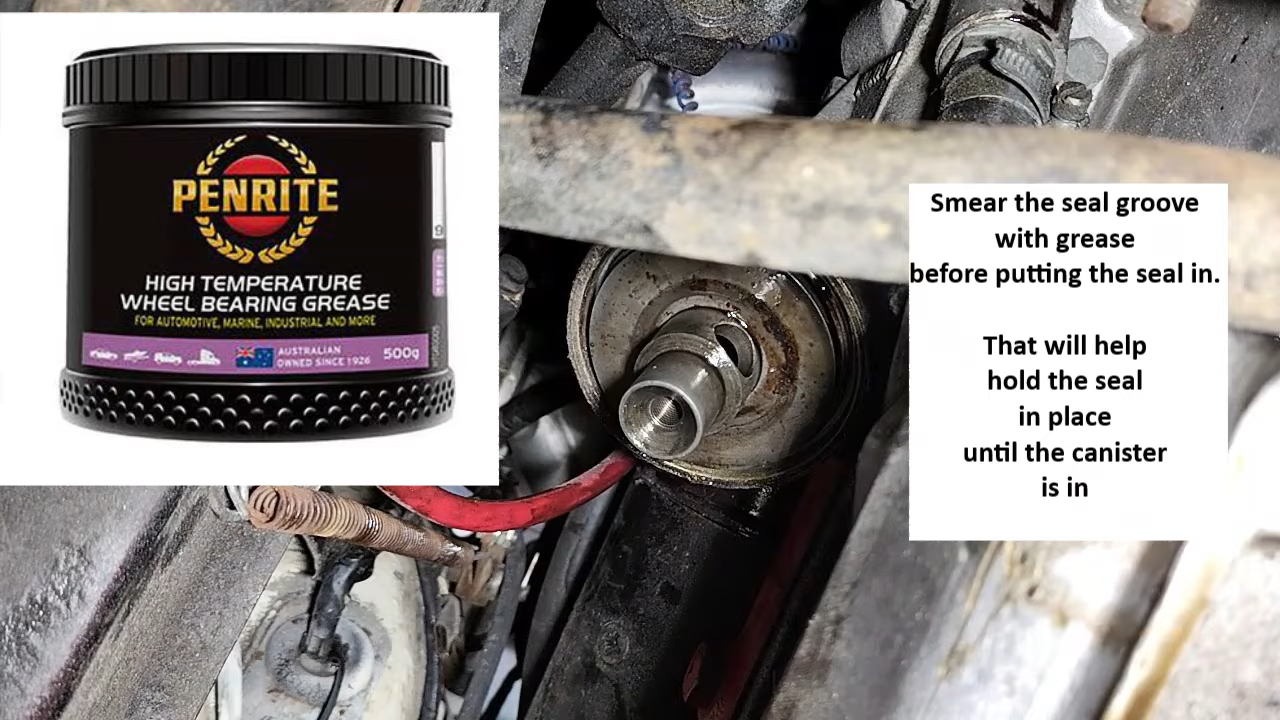 PENRITE
HIGH TEMPERATURE
WHEEL BEARING GREASE
FOR AUTOMOTIVE, MARINE, INDUSTRIAL AND MORE
AUSTRALIAN
OWNED SINCE 1926
500g
Smear the seal groove
with grease
before putting the seal in.
That will help
hold the seal
in place
until the canister
is in